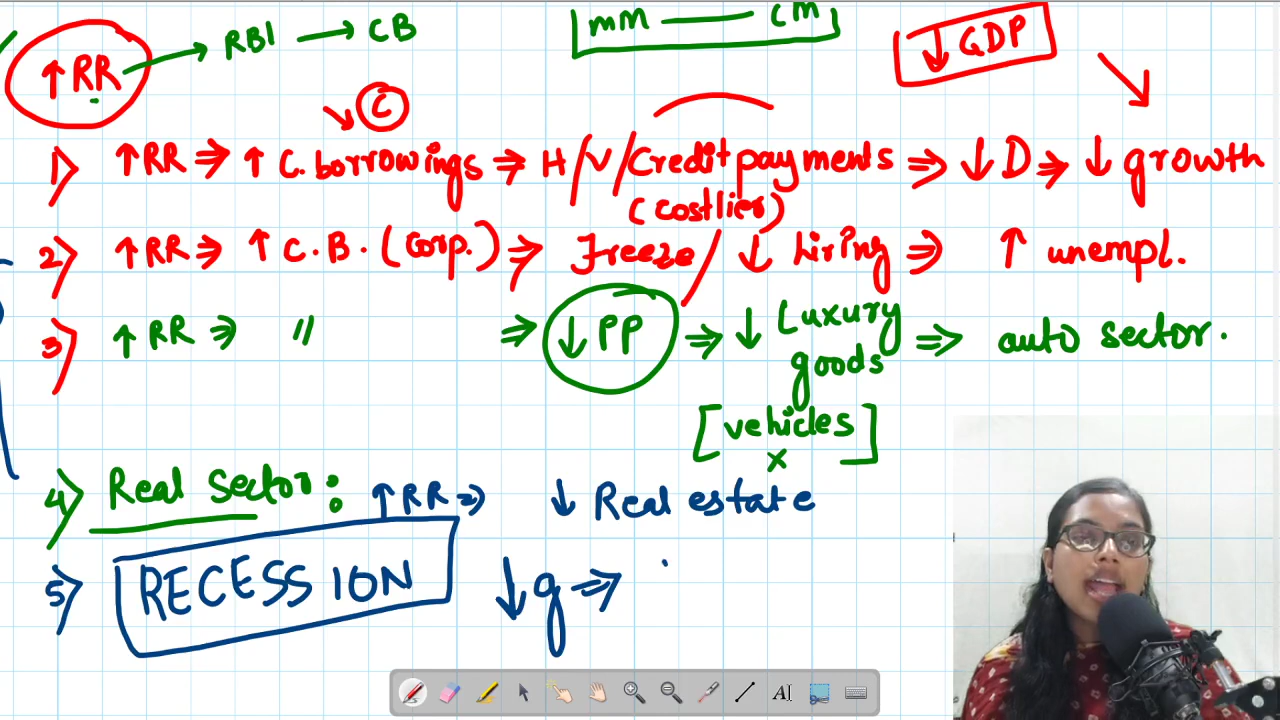 ↑ RR → RBI → CB
mm — cm
↓ GDP
↘ C
1) ↑ RR ⇒ ↑ C. borrowings ⇒ H/V/Credit payments ⇒ ↓ D ⇒ ↓ growth
(costlier)
2) ↑ RR ⇒ ↑ C.B. (Corp.) ⇒ Freeze / ↓ hiring ⇒ ↑ unempl.
3) ↑ RR ⇒ " ⇒ ↓ PP ⇒ ↓ Luxury goods ⇒ auto sector.
[vehicles]
x
4) Real Sector: ↑ RR ⇒ ↓ Real estate
5) RECESSION ↓ g ⇒
A